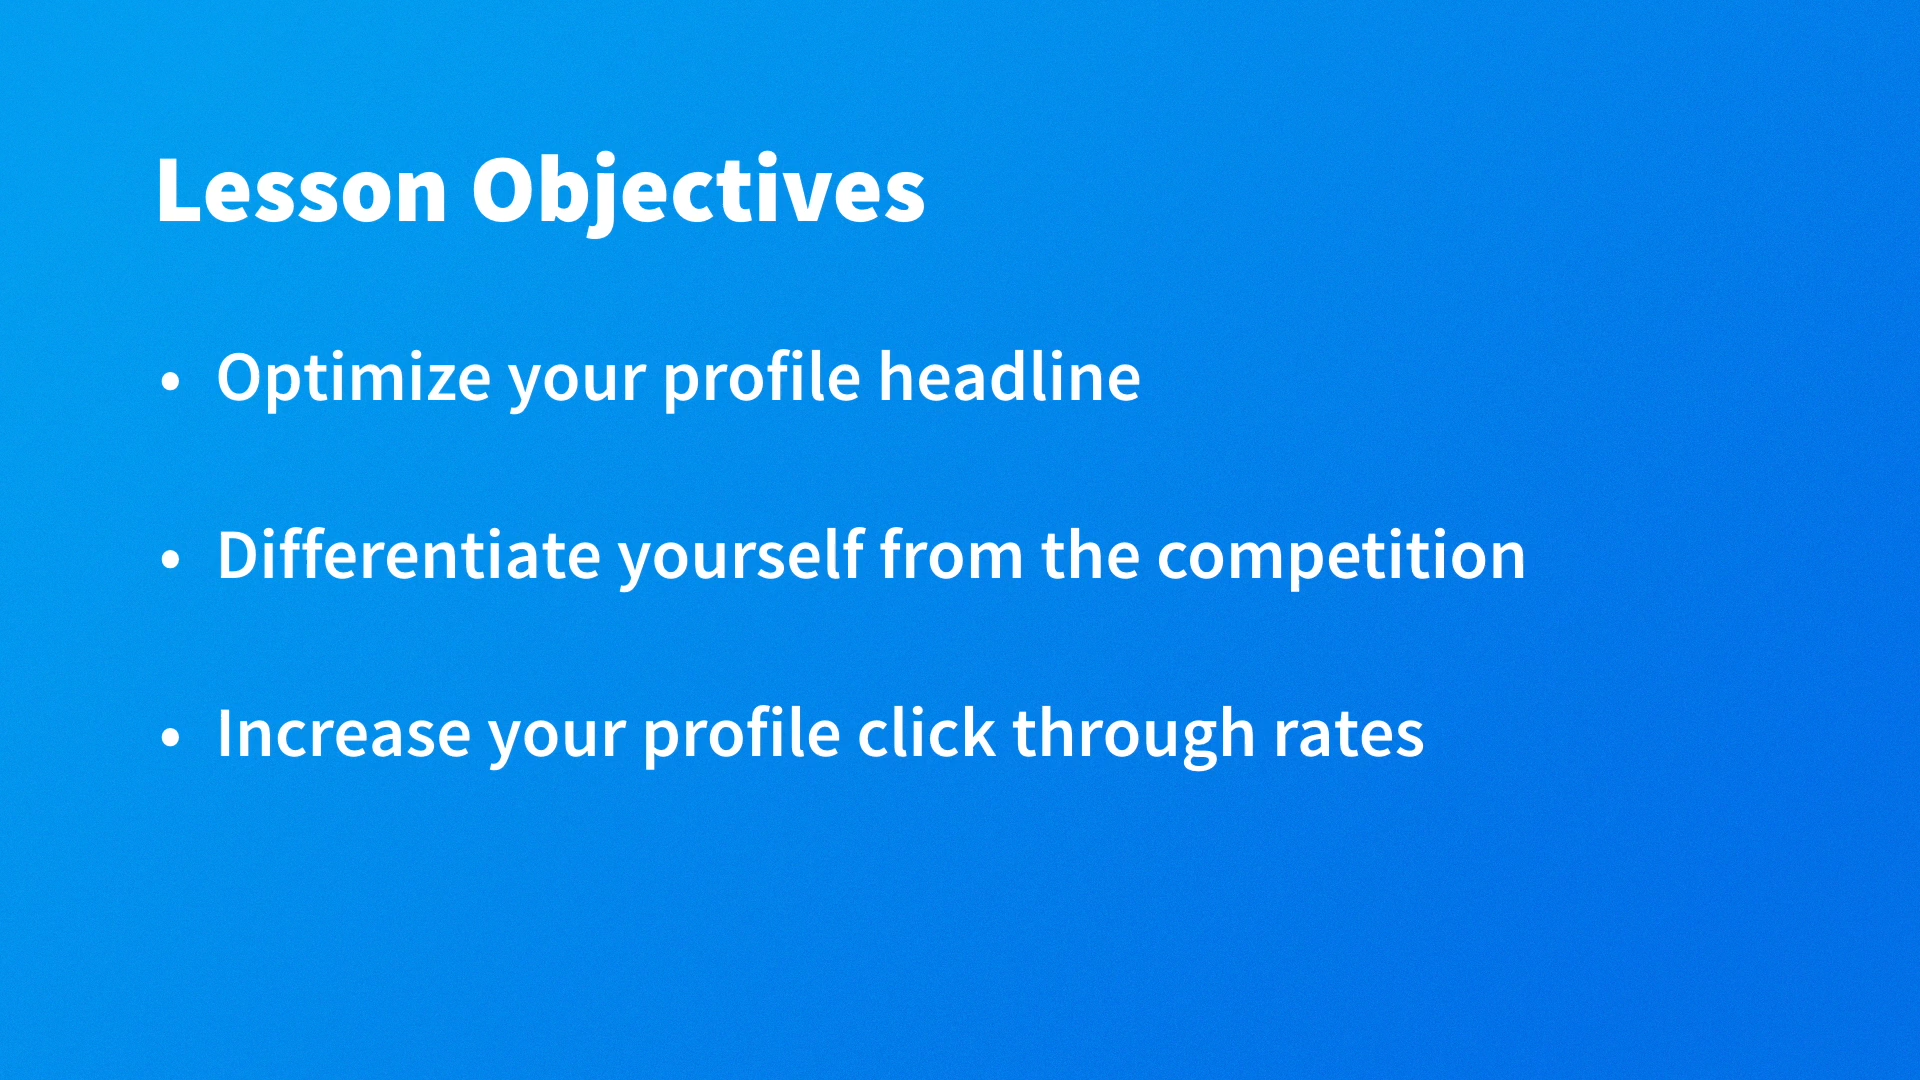 Lesson Objectives
• Optimize your profile headline
• Differentiate yourself from the competition
• Increase your profile click through rates